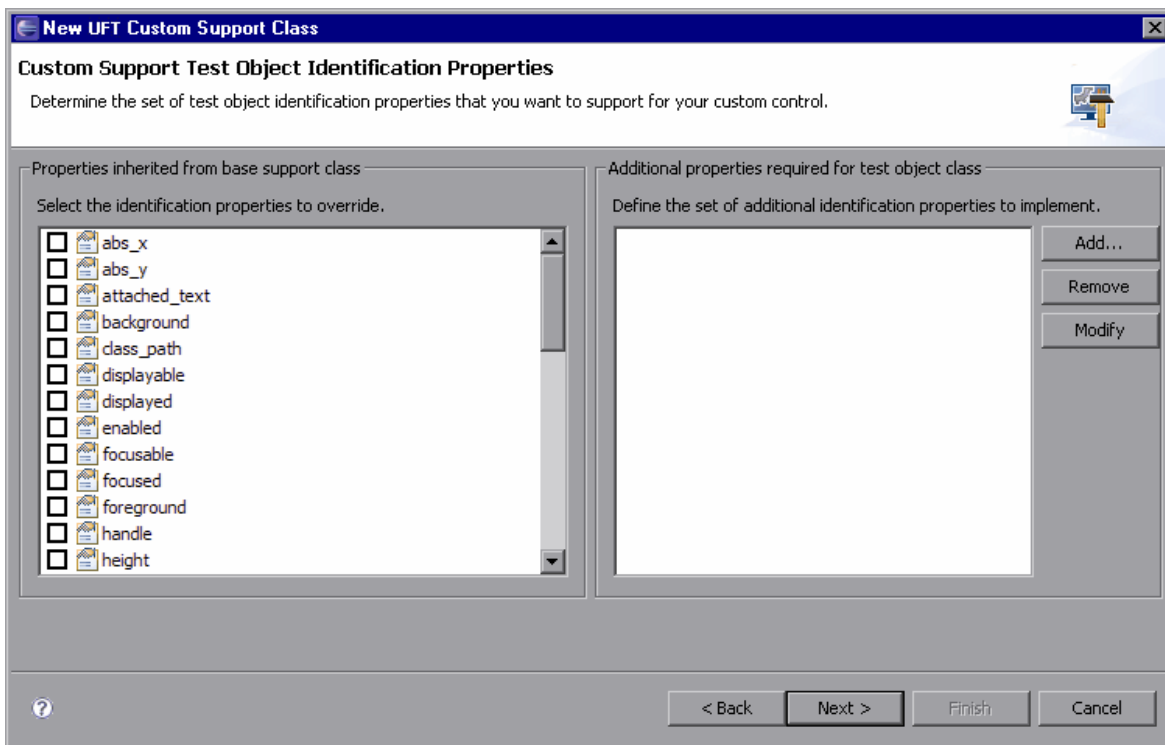 New UFT Custom Support Class
Custom Support Test Object Identification Properties
Determine the set of test object identification properties that you want to support for your custom control.
Properties inherited from base support class
Select the identification properties to override.
abs_x
abs_y
attached_text
background
class_path
displayable
displayed
enabled
focusable
focused
foreground
handle
height
Additional properties required for test object class
Define the set of additional identification properties to implement.
Add...
Remove
Modify
?
< Back
Next >
Finish
Cancel